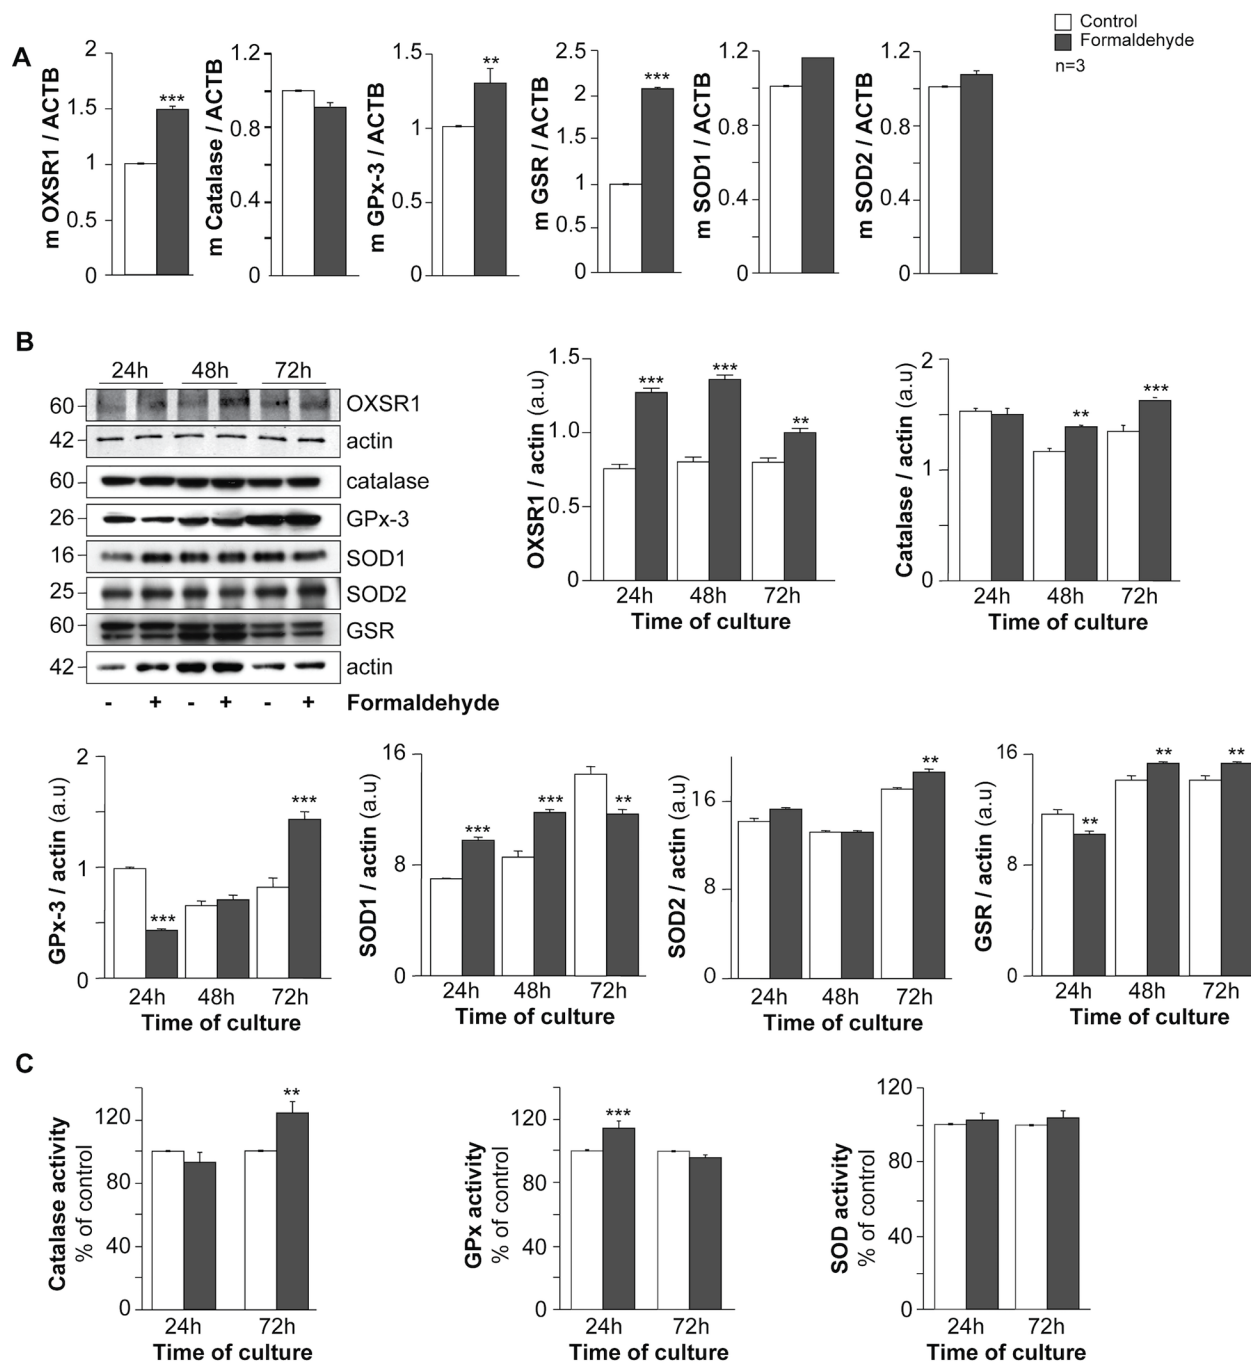 Control
Formaldehyde
n=3
A
m OXSR1 / ACTB
2
1.5
1
0.5
0
***
m Catalase / ACTB
1.2
0.8
0.4
0
m GPx-3 / ACTB
1.5
1
0.5
0
**
m GSR / ACTB
2.5
2
1.5
1
0.5
0
***
m SOD1 / ACTB
1.2
0.8
0.4
0
m SOD2 / ACTB
1.2
0.8
0.4
0
B
24h 48h 72h
60 OXSR1
42 actin
60 catalase
26 GPx-3
16 SOD1
25 SOD2
60 GSR
42 actin
- + - + - + Formaldehyde
OXSR1 / actin (a.u)
1.5
1.0
0.5
0
*** *** **
24h 48h 72h
Time of culture
Catalase / actin (a.u)
2
1
0
** ***
24h 48h 72h
Time of culture
GPx-3 / actin (a.u)
2
1
0
*** ***
24h 48h 72h
Time of culture
SOD1 / actin (a.u)
16
8
0
*** *** **
24h 48h 72h
Time of culture
SOD2 / actin (a.u)
16
8
0
**
24h 48h 72h
Time of culture
GSR / actin (a.u)
16
8
0
** ** **
24h 48h 72h
Time of culture
C
Catalase activity
% of control
120
80
40
0
**
24h 72h
Time of culture
GPx activity
% of control
120
80
40
0
***
24h 72h
Time of culture
SOD activity
% of control
120
80
100
40
0
24h 72h
Time of culture